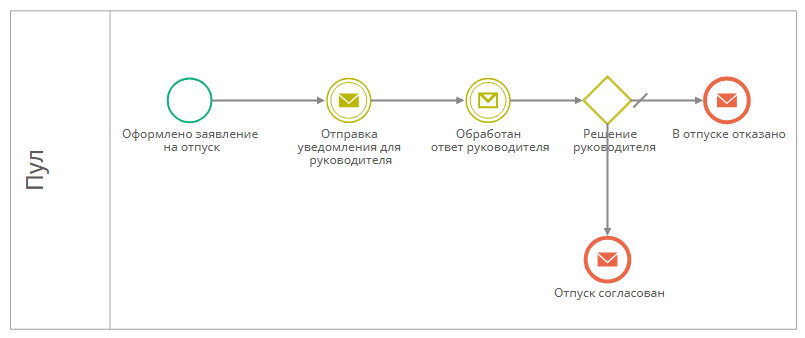 Пул
Оформлено заявление
на отпуск
Отправка
уведомления для
руководителя
Обработан
ответ руководителя
Решение
руководителя
В отпуске отказано
Отпуск согласован